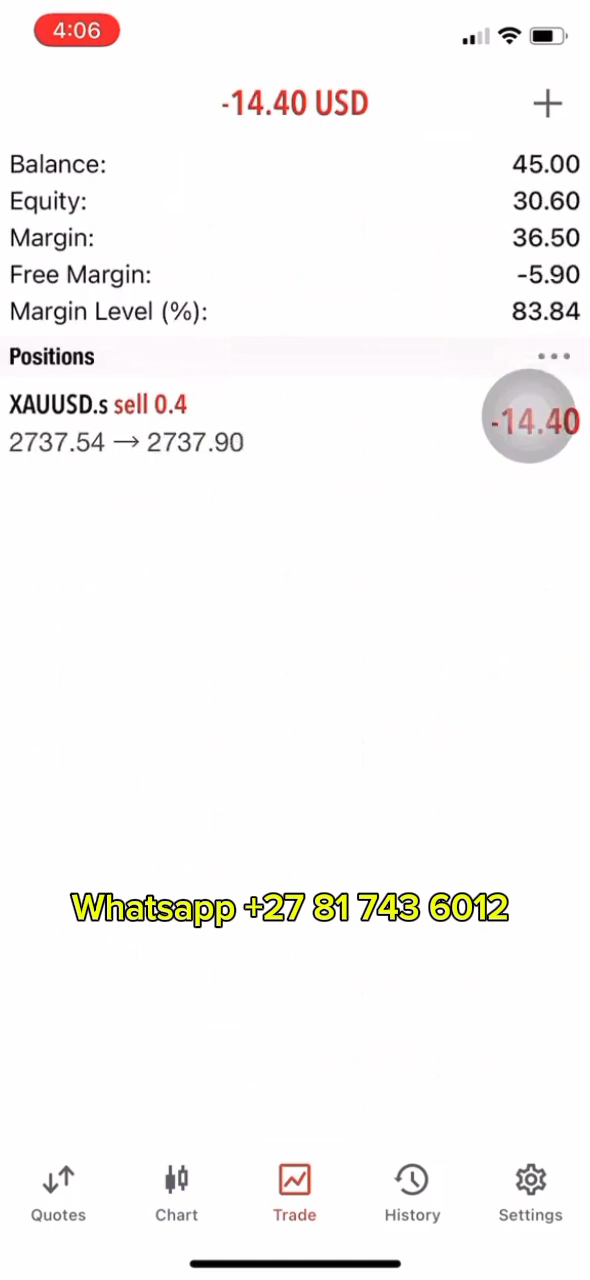 4:06
-14.40 USD
Balance: 45.00
Equity: 30.60
Margin: 36.50
Free Margin: -5.90
Margin Level (%): 83.84
Positions
XAUUSD.s sell 0.4
-14.40
2737.54 → 2737.90
Whatsapp +27 81 743 6012
Quotes Chart Trade History Settings